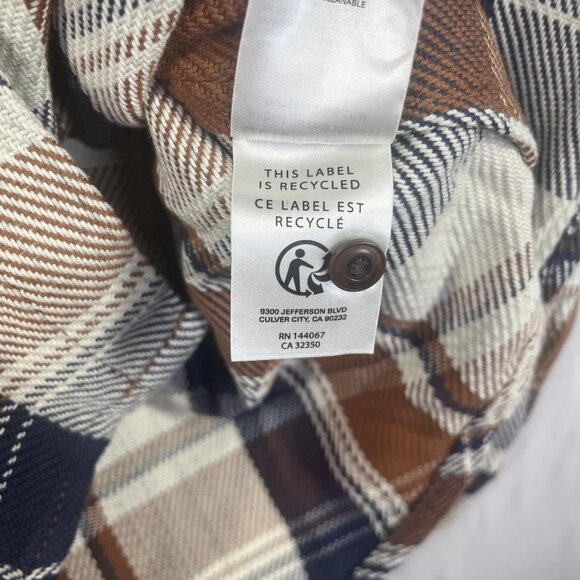 THIS LABEL
IS RECYCLED
CE LABEL EST
RECYCLÉ
9300 JEFFERSON BLVD
CULVER CITY, CA 90232
RN 144067
CA 32350